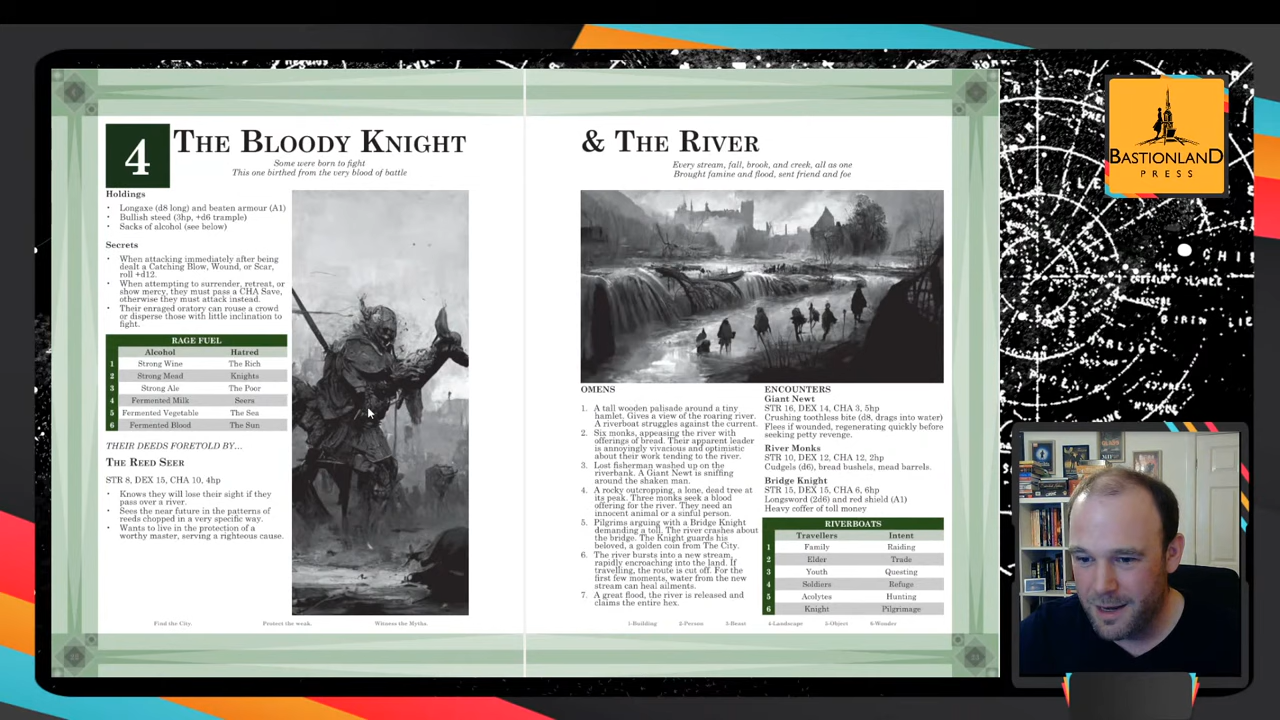 4
THE BLOODY KNIGHT
Some were born to fight
This one birthed from the very blood of battle
Holdings
• Longaxe (d8 long) and beaten armour (A1)
• Bullish steed (3hp, +d6 trample)
• Sacks of alcohol (see below)
Secrets
• When attacking immediately after being
dealt a Catching Blow, Wound, or Scar,
roll +d12.
• When attempting to surrender, retreat, or
show mercy, they must pass a CHA Save,
otherwise they must attack instead.
• Their enraged oratory can rouse a crowd
or disperse those with little inclination to
fight.
RAGE FUEL
Alcohol Hatred
1 Strong Wine The Rich
2 Strong Mead Knights
3 Strong Ale The Poor
4 Fermented Milk Seers
5 Fermented Vegetable The Sea
6 Fermented Blood The Sun
THEIR DEEDS FORETOLD BY...
THE REED SEER
STR 8, DEX 15, CHA 10, 4hp
• Knows they will lose their sight if they
pass over a river.
• Sees the near future in the patterns of
reeds chopped in a very specific way.
• Wants to live in the protection of a
worthy master, serving a righteous cause.
Find the City. Protect the weak. Witness the Myths.
& THE RIVER
Every stream, fall, brook, and creek, all as one
Brought famine and flood, sent friend and foe
OMENS
1. A tall wooden palisade around a tiny
hamlet. Gives a view of the roaring river.
A riverboat struggles against the current.
2. Six monks, appeasing the river with
offerings of bread. Their apparent leader
is annoyingly vivacious and optimistic
about their work tending to the river.
3. Lost fisherman washed up on the
riverbank. A Giant Newt is sniffing
around the shaken man.
4. A rocky outcropping, a lone, dead tree at
its peak. Three monks seek a blood
offering for the river. They need an
innocent animal or a sinful person.
5. Pilgrims arguing with a Bridge Knight
demanding a toll. The river crashes about
the bridge. The Knight guards his
beloved, a golden coin from The City.
6. The river bursts into a new stream,
rapidly encroaching into the land. If
travelling, the route is cut off. For the
first few moments, water from the new
stream can heal ailments.
7. A great flood, the river is released and
claims the entire hex.
ENCOUNTERS
Giant Newt
STR 16, DEX 14, CHA 3, 5hp
Crushing toothless bite (d8, drags into water)
Flees if wounded, regenerating quickly before
seeking petty revenge.
River Monks
STR 10, DEX 12, CHA 12, 2hp
Cudgels (d6), bread bushels, mead barrels.
Bridge Knight
STR 15, DEX 15, CHA 6, 6hp
Longsword (2d6) and red shield (A1)
Heavy coffer of toll money
RIVERBOATS
Travellers Intent
1 Family Raiding
2 Elder Trade
3 Youth Questing
4 Soldiers Refuge
5 Acolytes Hunting
6 Knight Pilgrimage
1-Building 2-Person 3-Beast 4-Landscape 5-Object 6-Wonder
BASTIONLAND
PRESS